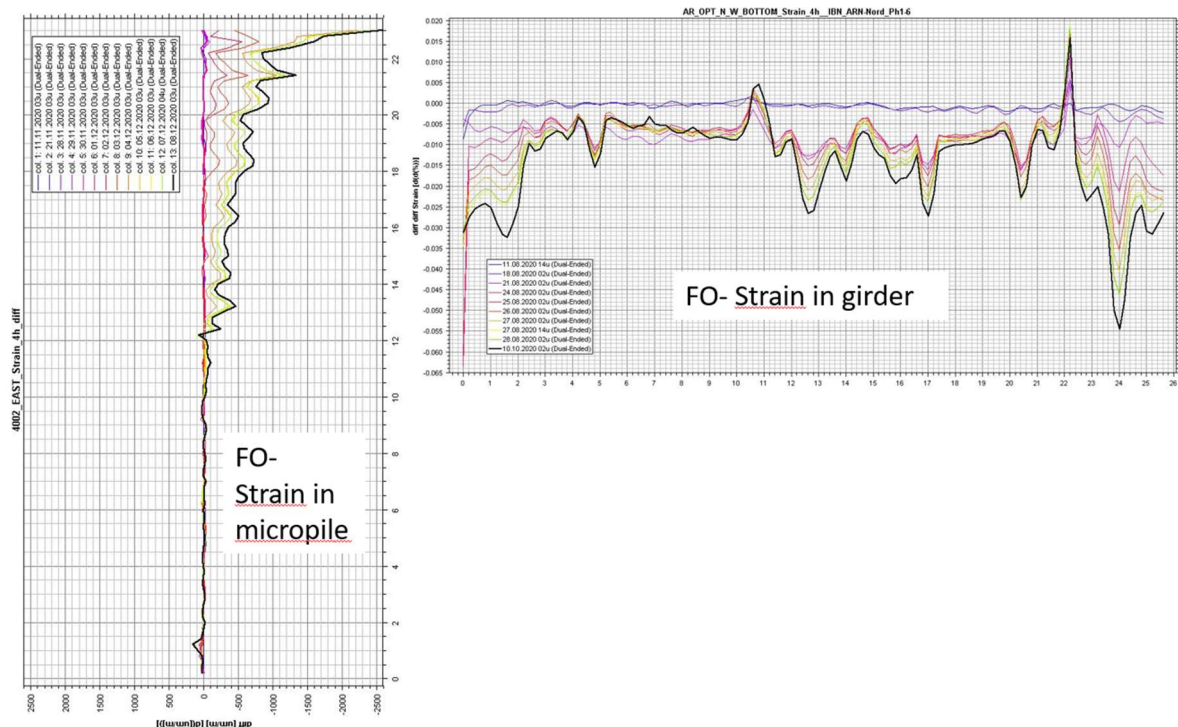 4002_EAST_Strain_4h_diff
col. 1: 11.11.2020 03u (Dual-Ended)
col. 2: 21.11.2020 03u (Dual-Ended)
col. 3: 28.11.2020 03u (Dual-Ended)
col. 4: 29.11.2020 03u (Dual-Ended)
col. 5: 30.11.2020 03u (Dual-Ended)
col. 6: 01.12.2020 03u (Dual-Ended)
col. 7: 02.12.2020 03u (Dual-Ended)
col. 8: 03.12.2020 03u (Dual-Ended)
col. 9: 04.12.2020 03u (Dual-Ended)
col. 10: 05.12.2020 03u (Dual-Ended)
col. 11: 06.12.2020 03u (Dual-Ended)
col. 12: 07.12.2020 04u (Dual-Ended)
col. 13: 08.12.2020 03u (Dual-Ended)
22
20
18
16
14
12
10
8
6
4
2
0
FO-
Strain in
micropile
2500 2000 1500 1000 500 0 -500 -1000 -1500 -2000 -2500
diff [um/m]
AR_OPT_N_W_BOTTOM_Strain_4h__IBN_ARN-Nord_Ph1-6
0.020
0.015
0.010
0.005
0.000
-0.005
-0.010
-0.015
-0.020
-0.025
-0.030
-0.035
-0.040
-0.045
-0.050
-0.055
-0.060
-0.065
diff diff Strain [d(d(%))]
11.08.2020 14u (Dual-Ended)
18.08.2020 02u (Dual-Ended)
21.08.2020 02u (Dual-Ended)
24.08.2020 02u (Dual-Ended)
25.08.2020 02u (Dual-Ended)
26.08.2020 02u (Dual-Ended)
27.08.2020 02u (Dual-Ended)
27.08.2020 14u (Dual-Ended)
28.08.2020 02u (Dual-Ended)
10.10.2020 02u (Dual-Ended)
FO- Strain in girder
0 1 2 3 4 5 6 7 8 9 10 11 12 13 14 15 16 17 18 19 20 21 22 23 24 25 26